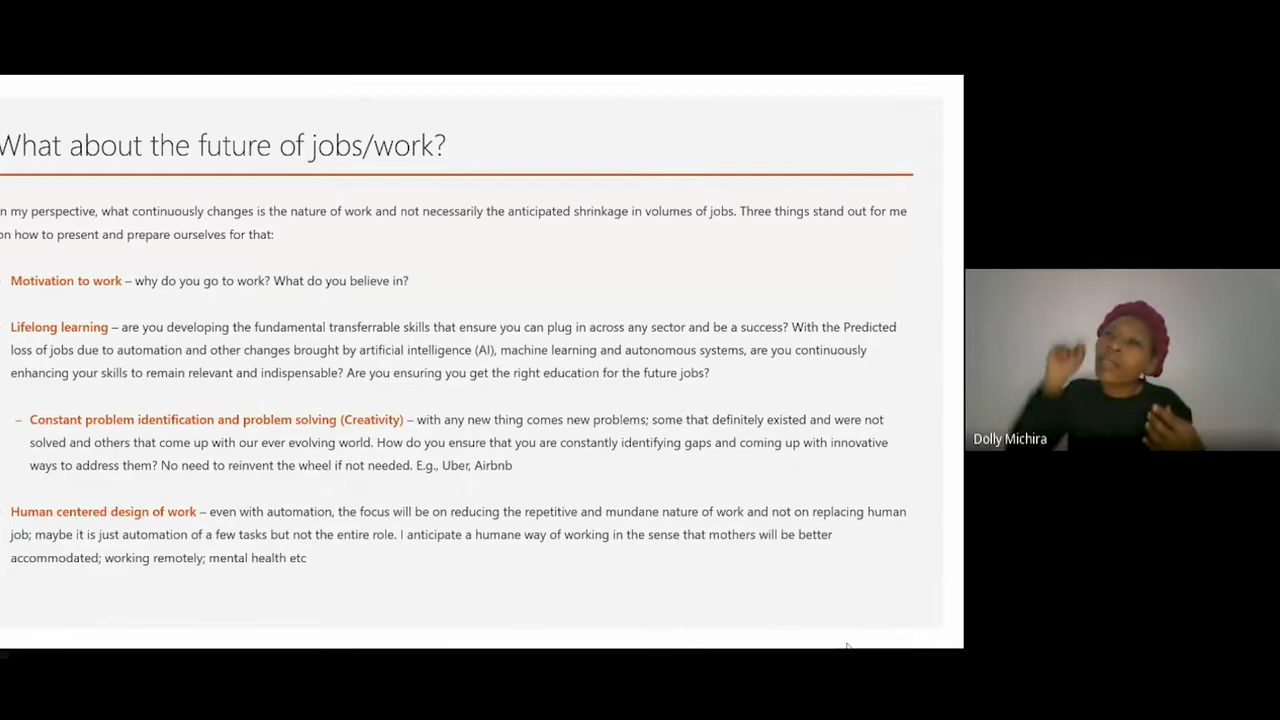 What about the future of jobs/work?
n my perspective, what continuously changes is the nature of work and not necessarily the anticipated shrinkage in volumes of jobs. Three things stand out for me
on how to present and prepare ourselves for that:
Motivation to work – why do you go to work? What do you believe in?
Lifelong learning – are you developing the fundamental transferrable skills that ensure you can plug in across any sector and be a success? With the Predicted
loss of jobs due to automation and other changes brought by artificial intelligence (AI), machine learning and autonomous systems, are you continuously
enhancing your skills to remain relevant and indispensable? Are you ensuring you get the right education for the future jobs?
– Constant problem identification and problem solving (Creativity) – with any new thing comes new problems; some that definitely existed and were not
solved and others that come up with our ever evolving world. How do you ensure that you are constantly identifying gaps and coming up with innovative
ways to address them? No need to reinvent the wheel if not needed. E.g., Uber, Airbnb
Human centered design of work – even with automation, the focus will be on reducing the repetitive and mundane nature of work and not on replacing human
job; maybe it is just automation of a few tasks but not the entire role. I anticipate a humane way of working in the sense that mothers will be better
accommodated; working remotely; mental health etc
Dolly Michira